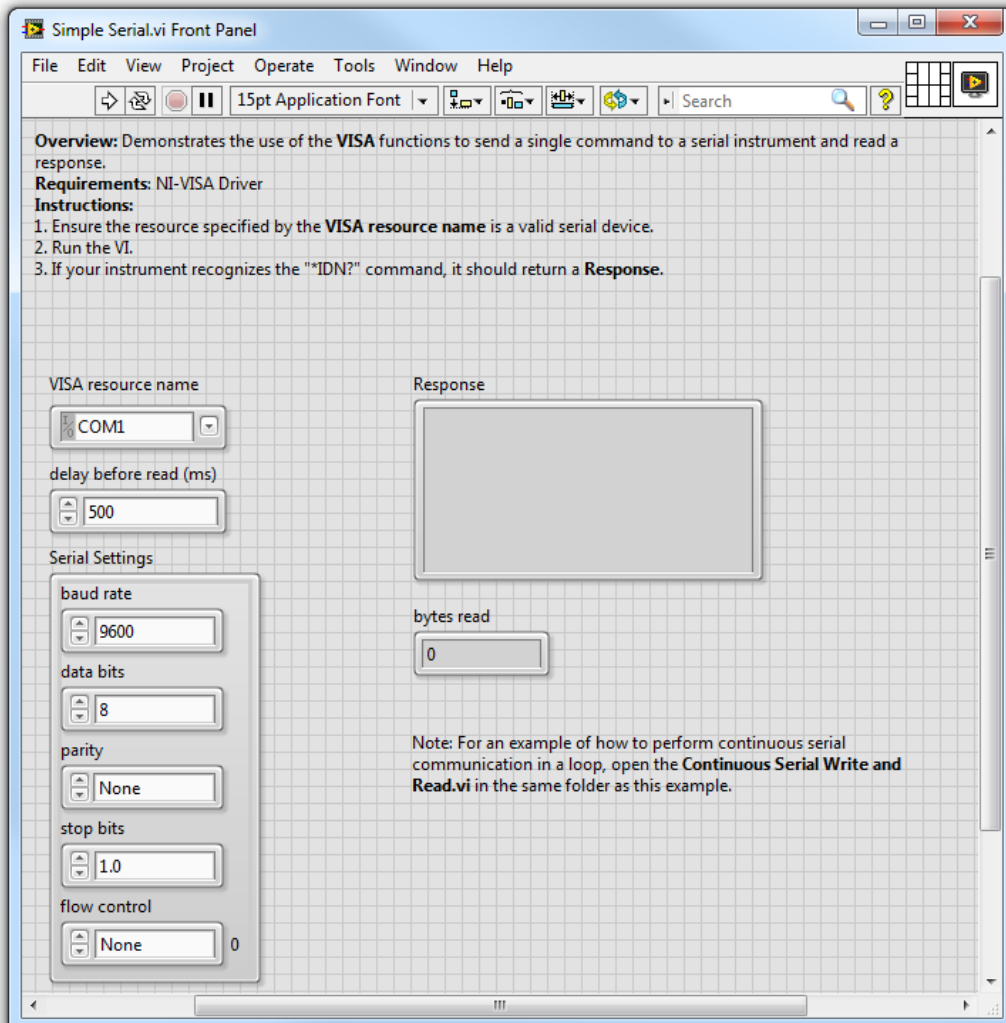 Simple Serial.vi Front Panel
File Edit View Project Operate Tools Window Help
15pt Application Font
Search
Overview: Demonstrates the use of the VISA functions to send a single command to a serial instrument and read a
response.
Requirements: NI-VISA Driver
Instructions:
1. Ensure the resource specified by the VISA resource name is a valid serial device.
2. Run the VI.
3. If your instrument recognizes the "*IDN?" command, it should return a Response.
VISA resource name
I/O COM1
delay before read (ms)
500
Serial Settings
baud rate
9600
data bits
8
parity
None
stop bits
1.0
flow control
None 0
Response
bytes read
0
Note: For an example of how to perform continuous serial
communication in a loop, open the Continuous Serial Write and
Read.vi in the same folder as this example.